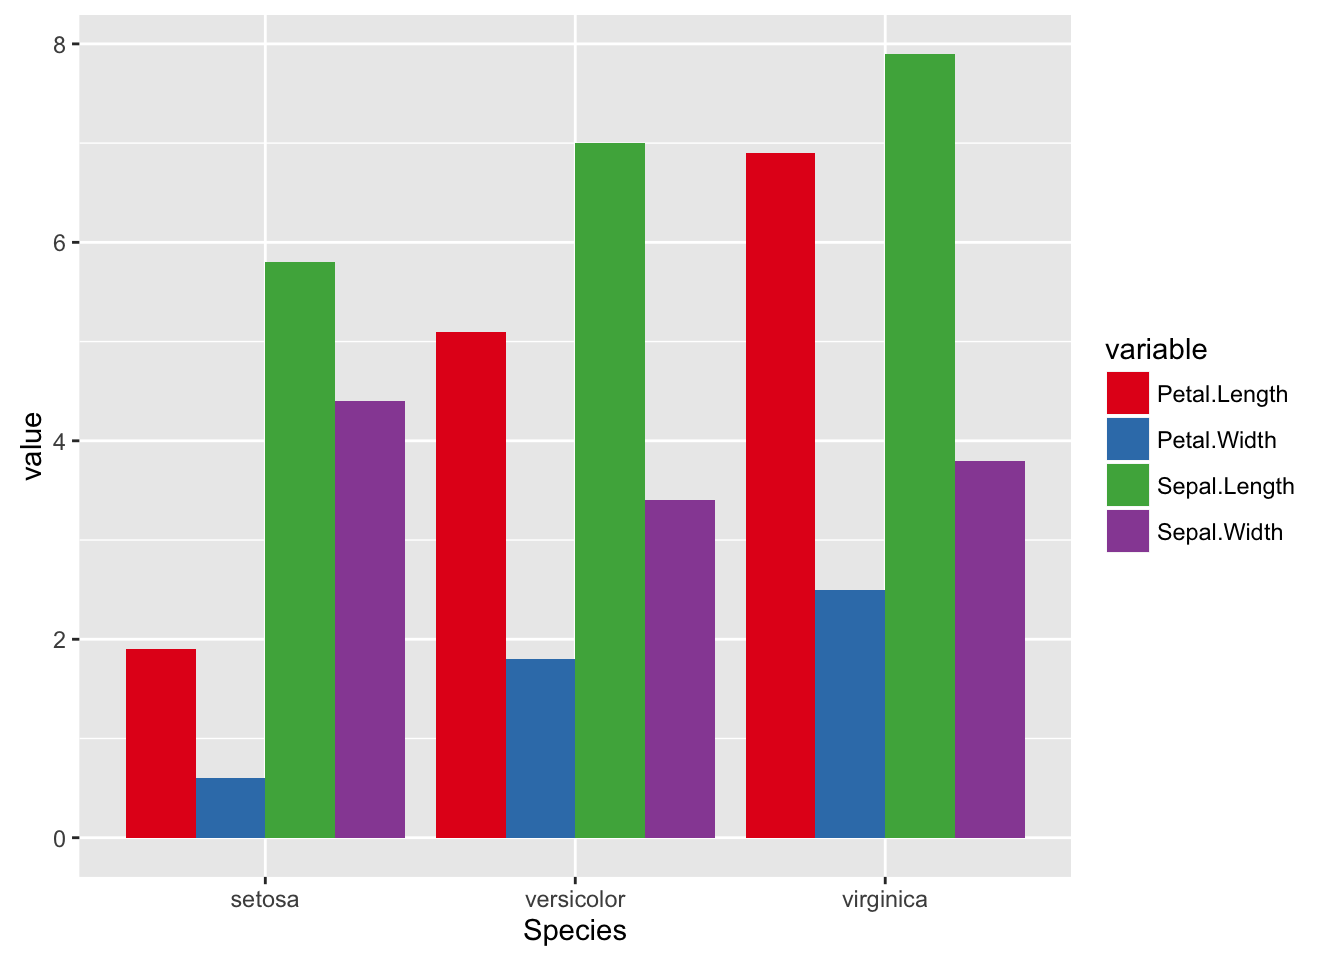 8
6
4
2
0
value
setosa
versicolor
virginica
Species
variable
Petal.Length
Petal.Width
Sepal.Length
Sepal.Width